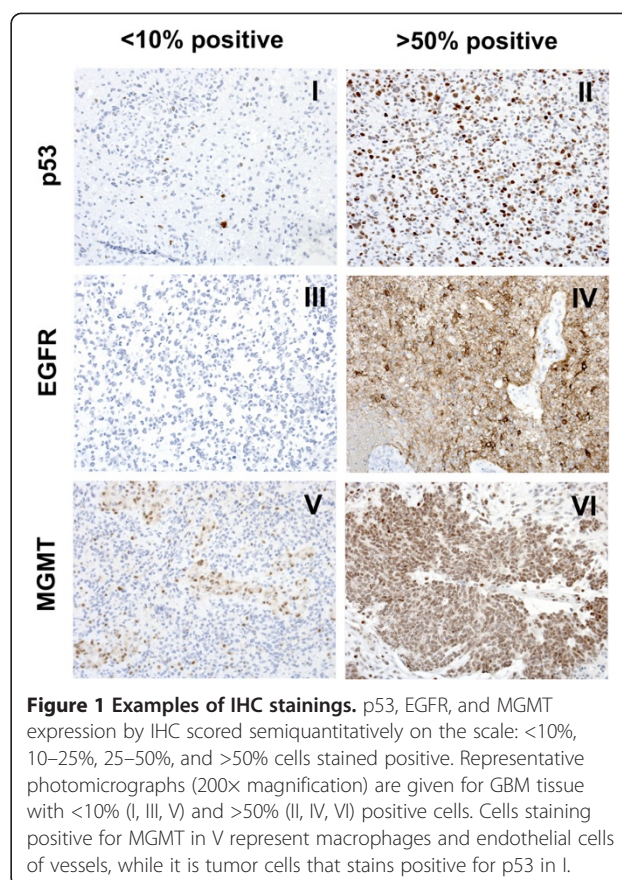 <10% positive >50% positive
p53 I II
EGFR III IV
MGMT V VI
Figure 1 Examples of IHC stainings. p53, EGFR, and MGMT
expression by IHC scored semiquantitatively on the scale: <10%,
10–25%, 25–50%, and >50% cells stained positive. Representative
photomicrographs (200× magnification) are given for GBM tissue
with <10% (I, III, V) and >50% (II, IV, VI) positive cells. Cells staining
positive for MGMT in V represent macrophages and endothelial cells
of vessels, while it is tumor cells that stains positive for p53 in I.